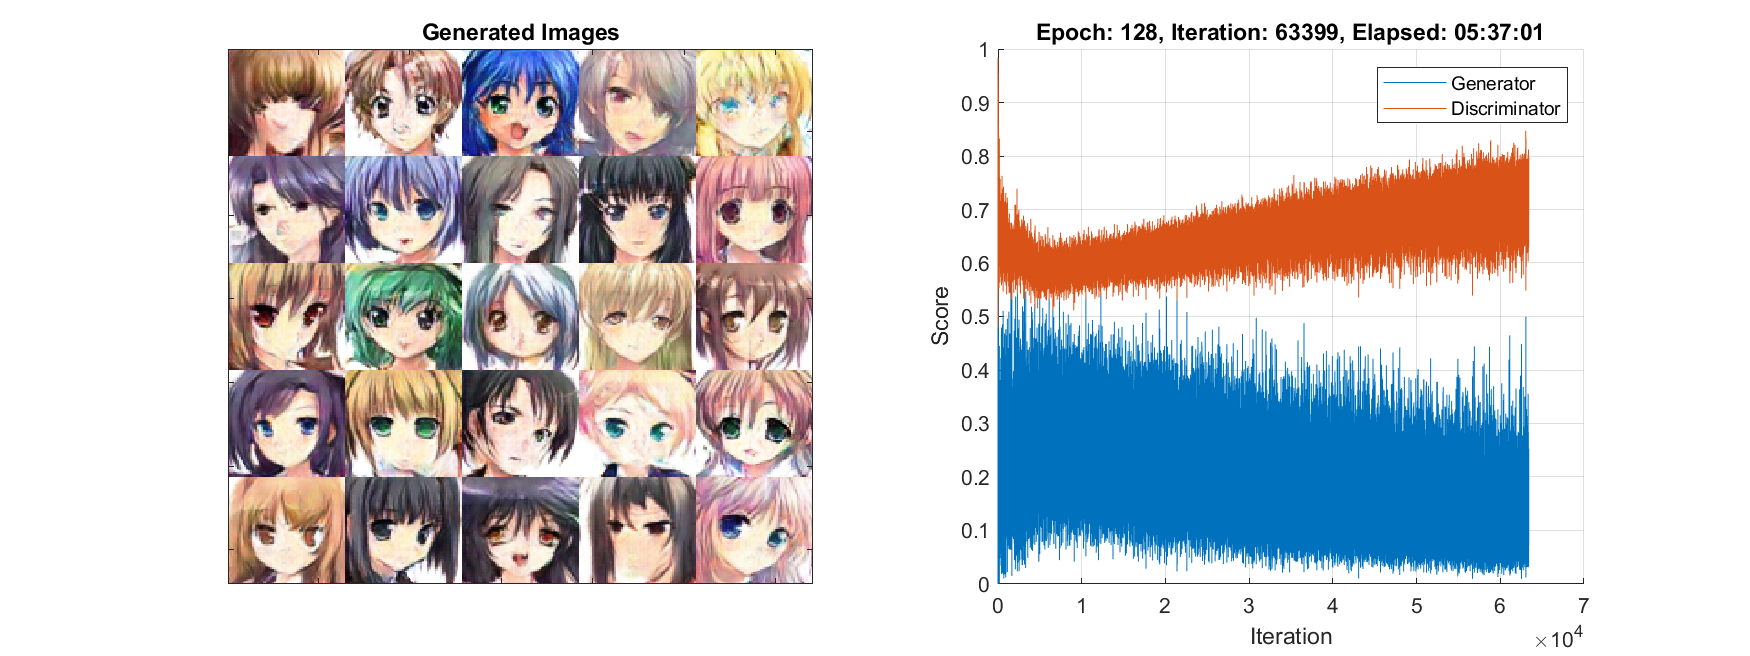 Generated Images
Epoch: 128, Iteration: 63399, Elapsed: 05:37:01
Generator
Discriminator
1
0.9
0.8
0.7
0.6
0.5
0.4
0.3
0.2
0.1
0
Score
0 1 2 3 4 5 6 7
Iteration
×10⁴